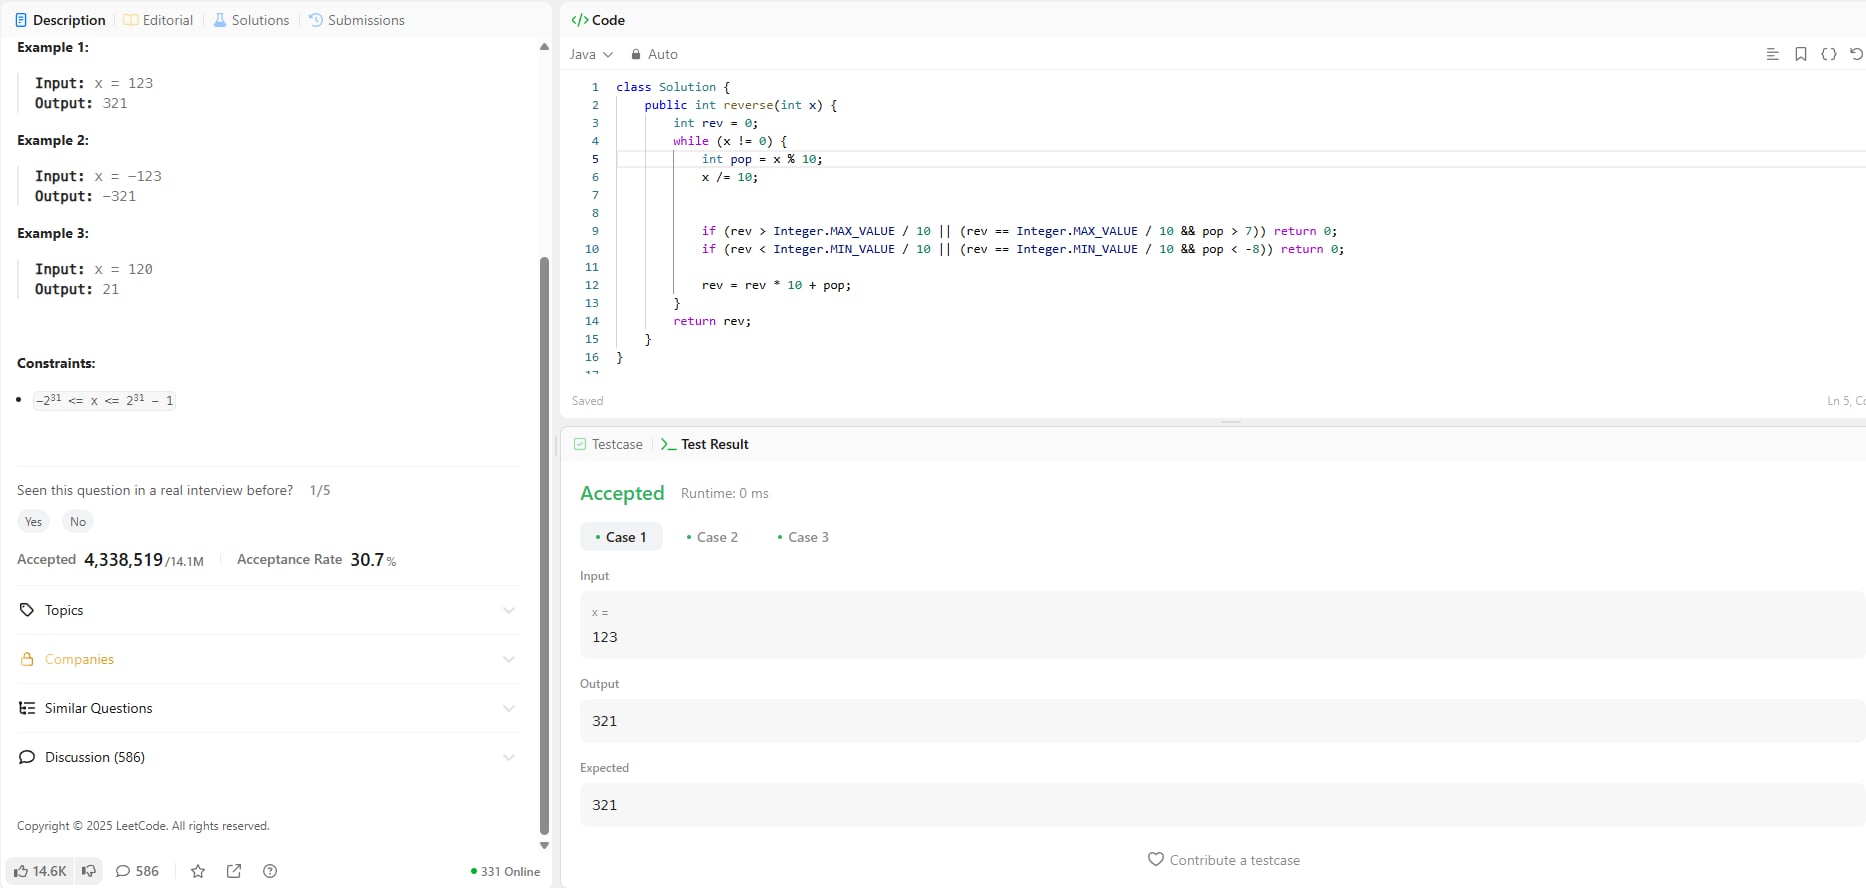 Description
Editorial
Solutions
Submissions
Example 1:
Input: x = 123
Output: 321
Example 2:
Input: x = -123
Output: -321
Example 3:
Input: x = 120
Output: 21
Constraints:
-2³¹ <= x <= 2³¹ - 1
Seen this question in a real interview before? 1/5
Yes No
Accepted 4,338,519/14.1M Acceptance Rate 30.7%
Topics
Companies
Similar Questions
Discussion (586)
Copyright © 2025 LeetCode. All rights reserved.
14.6K 586 331 Online
</> Code
Java Auto
1 class Solution {
2 public int reverse(int x) {
3 int rev = 0;
4 while (x != 0) {
5 int pop = x % 10;
6 x /= 10;
7
8
9 if (rev > Integer.MAX_VALUE / 10 || (rev == Integer.MAX_VALUE / 10 && pop > 7)) return 0;
10 if (rev < Integer.MIN_VALUE / 10 || (rev == Integer.MIN_VALUE / 10 && pop < -8)) return 0;
11
12 rev = rev * 10 + pop;
13 }
14 return rev;
15 }
16 }
Saved Ln 5,
Testcase
Test Result
Accepted Runtime: 0 ms
Case 1 Case 2 Case 3
Input
x =
123
Output
321
Expected
321
Contribute a testcase